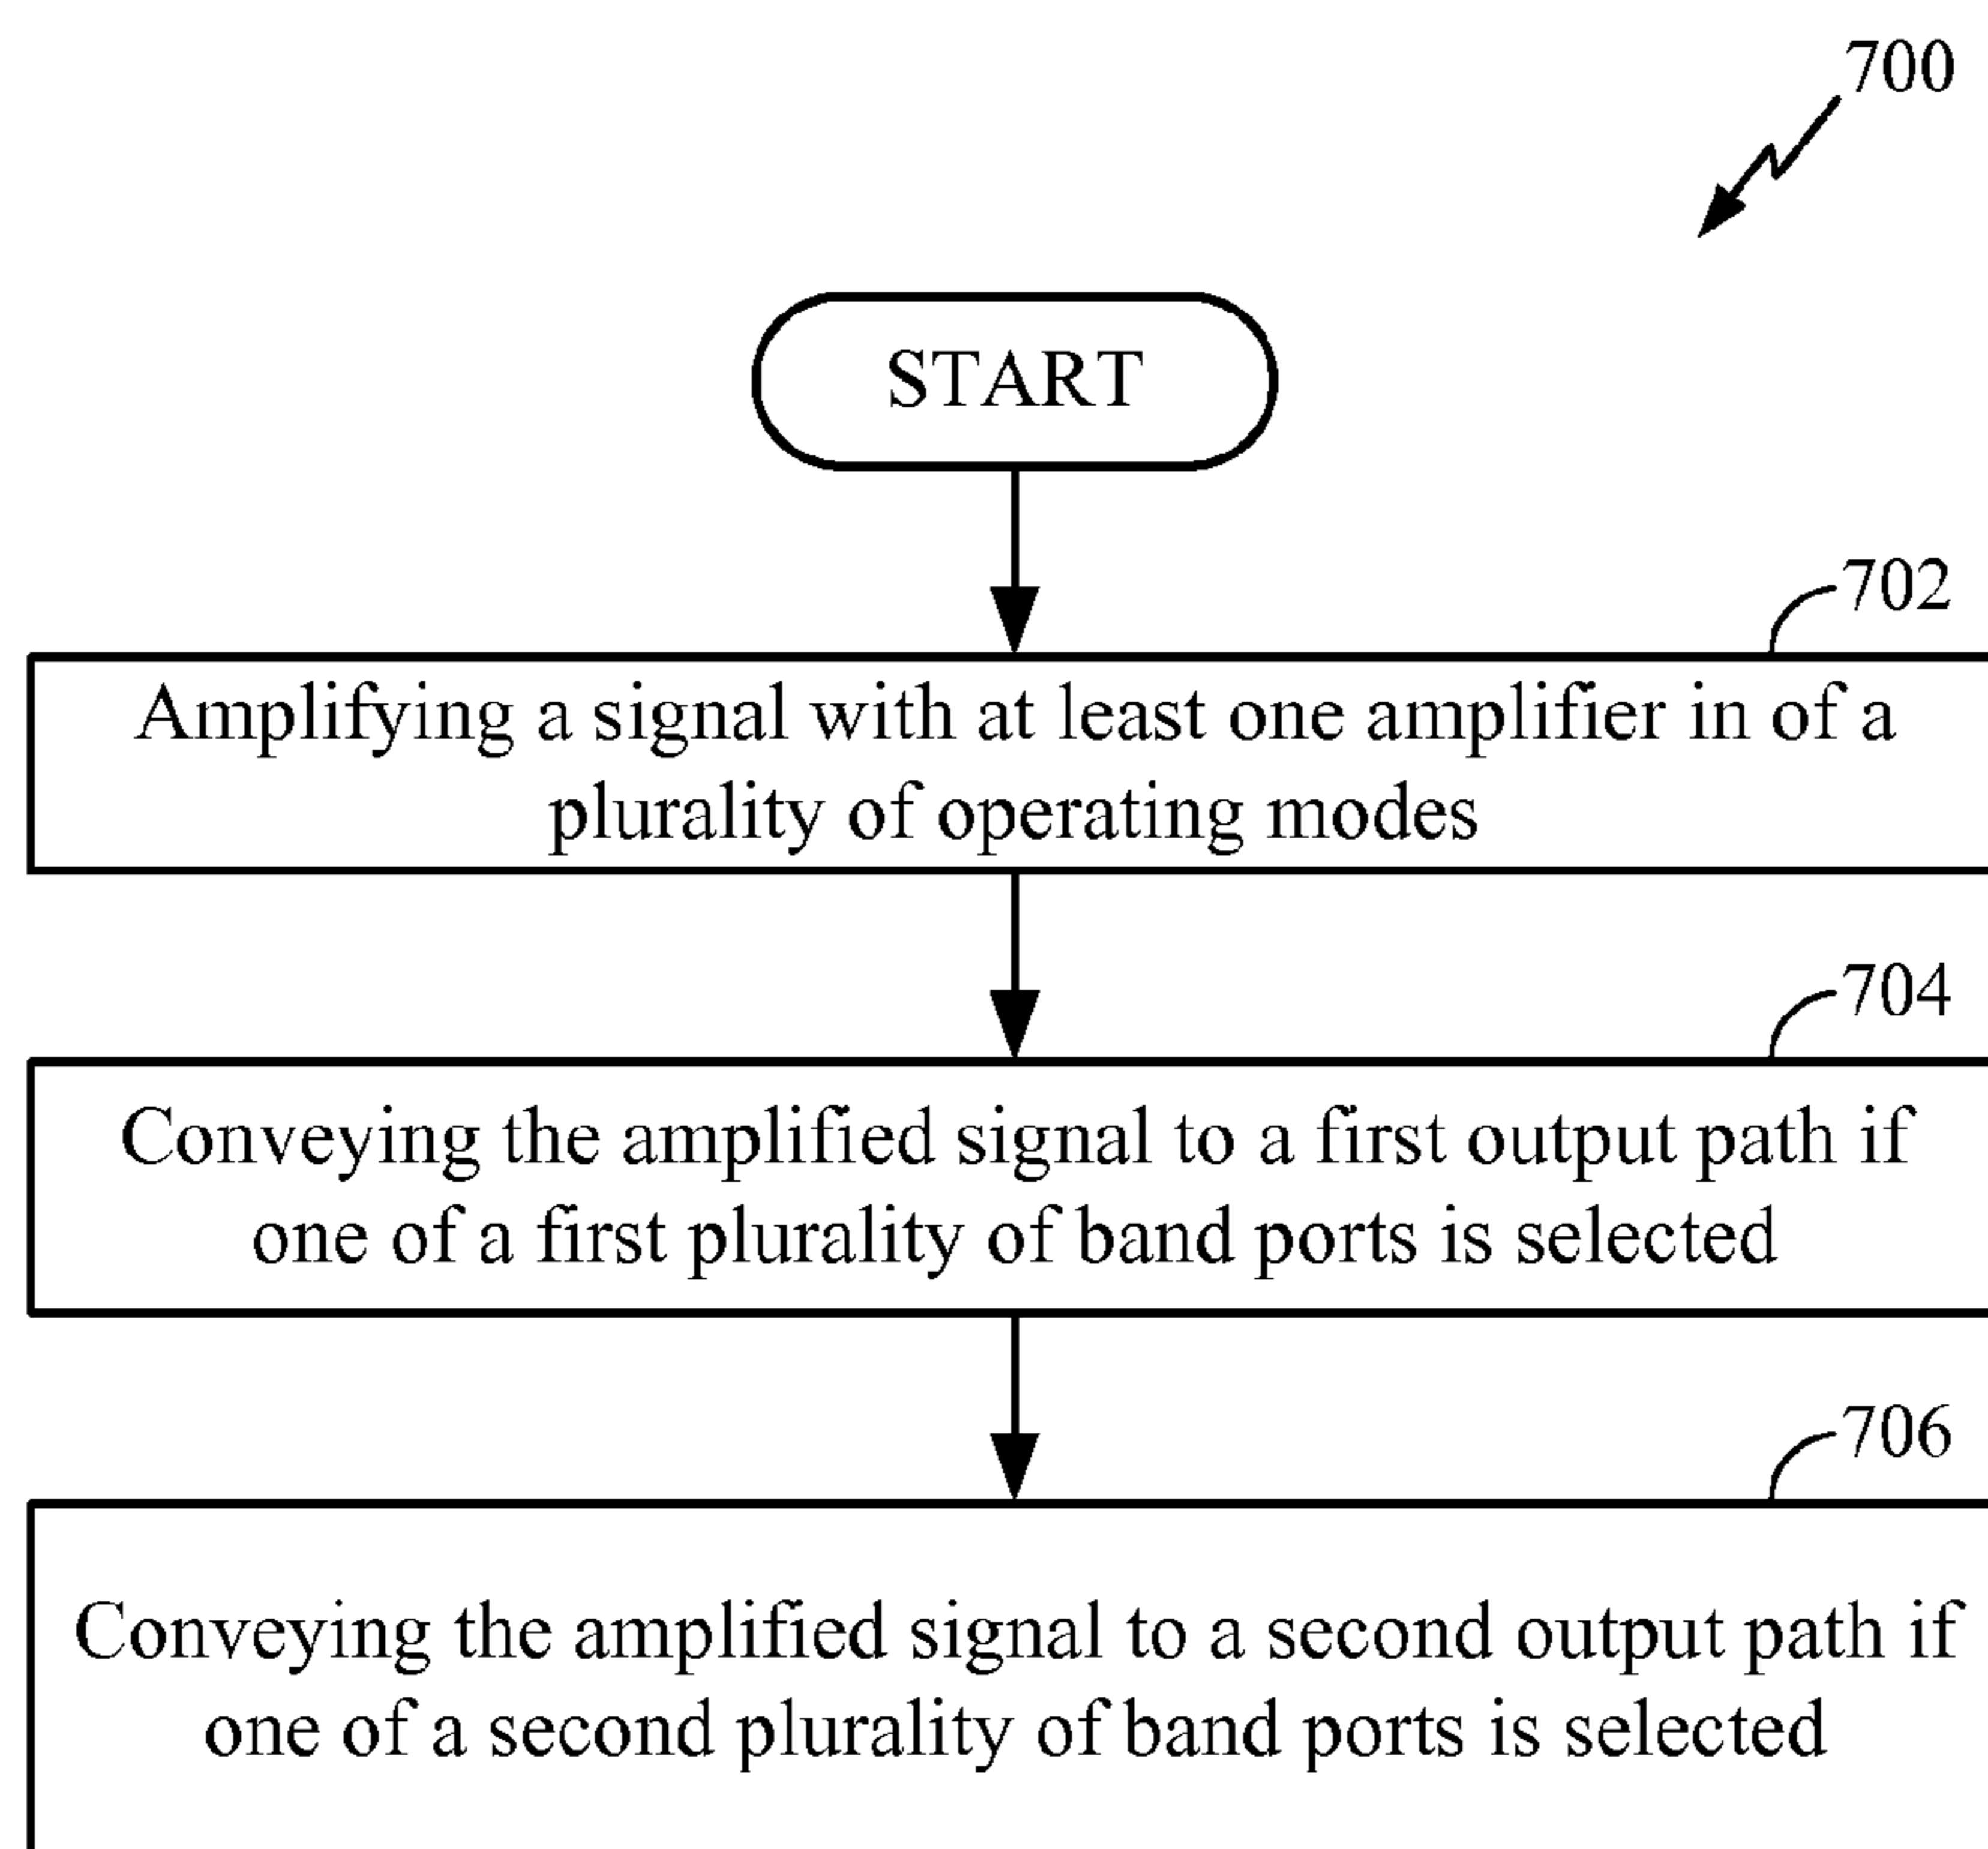 700
START
702
Amplifying a signal with at least one amplifier in of a
plurality of operating modes
704
Conveying the amplified signal to a first output path if
one of a first plurality of band ports is selected
706
Conveying the amplified signal to a second output path if
one of a second plurality of band ports is selected